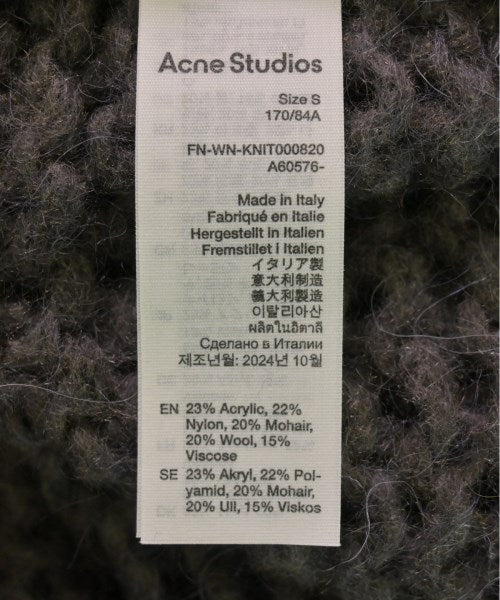 Acne Studios
Size S
170/84A
FN-WN-KNIT000820
A60576-
Made in Italy
Fabriqué en Italie
Hergestellt in Italien
Fremstillet i Italien
イタリア製
意大利制造
義大利製造
이탈리아산
ผลิตในอิตาลี
Сделано в Италии
제조년월: 2024년 10월
EN 23% Acrylic, 22%
Nylon, 20% Mohair,
20% Wool, 15%
Viscose
SE 23% Akryl, 22% Pol-
yamid, 20% Mohair,
20% Ull, 15% Viskos